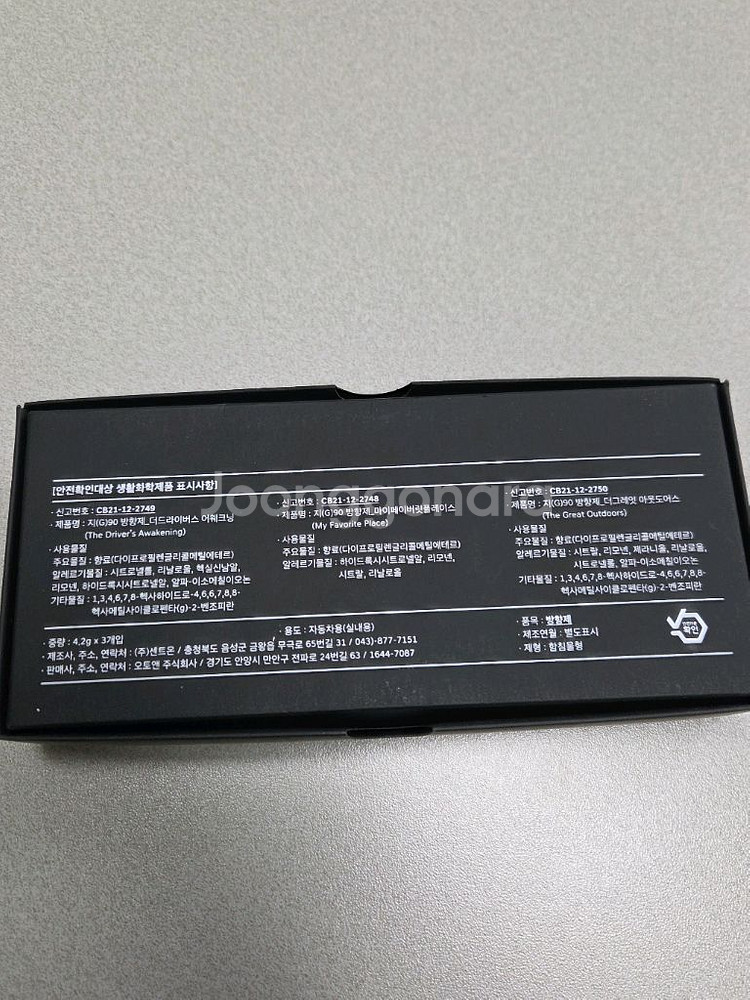 [안전확인대상 생활화학제품 표시사항]
· 신고번호 : CB21-12-2749
· 제품명 : 지(G)90 방향제_더드라이버스 어웨크닝
(The Driver's Awakening)
· 사용물질
주요물질 : 향료(다이프로필렌글리콜메틸에테르)
알레르기물질 : 시트로넬롤, 리날로올, 헥실신남알,
리모넨, 하이드록시시트로넬알, 알파-이소메칠이오논
기타물질 : 1,3,4,6,7,8-헥사하이드로-4,6,6,7,8,8-
헥사메틸사이클로펜타(g)-2-벤조피란
· 신고번호 : CB21-12-2748
· 제품명 : 지(G)90 방향제_마이페이버릿플레이스
(My Favorite Place)
· 사용물질
주요물질 : 향료(다이프로필렌글리콜메틸에테르)
알레르기물질 : 하이드록시시트로넬알, 리모넨,
시트랄, 리날로올
· 신고번호 : CB21-12-2750
· 제품명 : 지(G)90 방향제_더그레잇 아웃도어스
(The Great Outdoors)
· 사용물질
주요물질 : 향료(다이프로필렌글리콜메틸에테르)
알레르기물질 : 시트랄, 리모넨, 제라니올, 리날로올,
시트로넬롤, 알파-이소메칠이오논
기타물질 : 1,3,4,6,7,8-헥사하이드로-4,6,6,7,8,8-
헥사메틸사이클로펜타(g)-2-벤조피란
· 중량 : 4.2g x 3개입
· 용도 : 자동차용(실내용)
· 품목 : 방향제
· 제조사, 주소, 연락처 : (주)센트온 / 충청북도 음성군 금왕읍 무극로 65번길 31 / 043)-877-7151
· 제조연월 : 별도표시
· 판매사, 주소, 연락처 : 오토앤 주식회사 / 경기도 안양시 만안구 전파로 24번길 63 / 1644-7087
· 제형 : 함침물형
안전기준
확인
Joonggonara